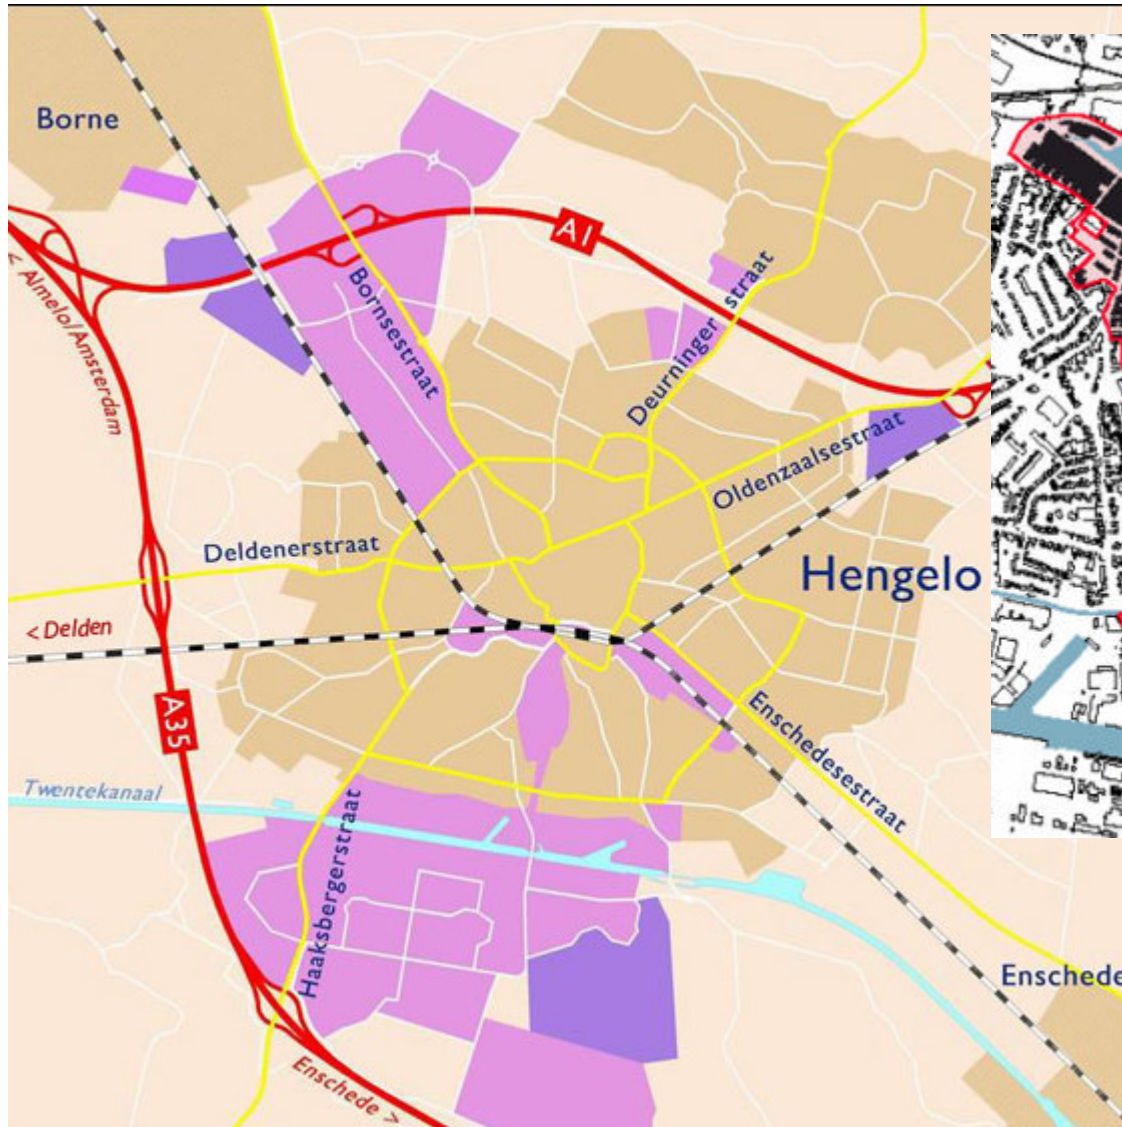 Borne
A1
< Almelo/Amsterdam
Bornsestraat
Deurninger straat
Oldenzaalsestraat
Deldenerstraat
Hengelo
< Delden
A35
Enschedesestraat
Twentekanaal
Haaksbergerstraat
Enschede
Enschede >